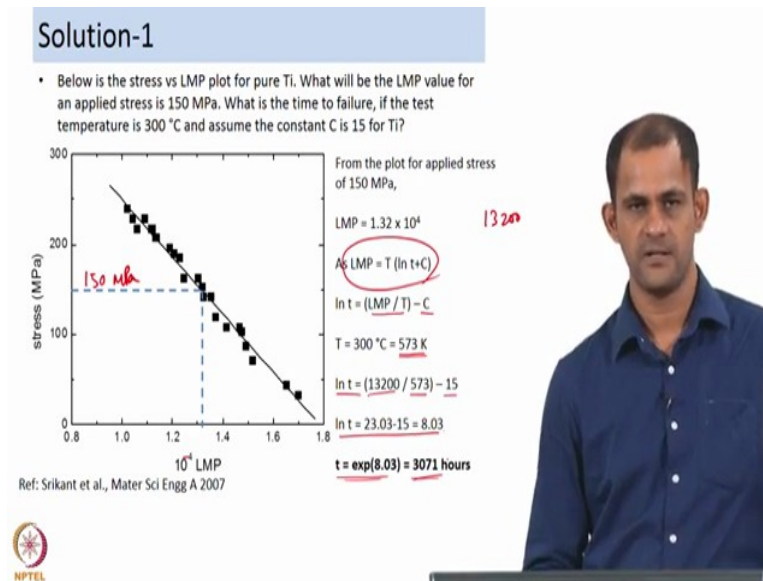 Solution-1
• Below is the stress vs LMP plot for pure Ti. What will be the LMP value for
an applied stress is 150 MPa. What is the time to failure, if the test
temperature is 300 °C and assume the constant C is 15 for Ti?
300
200
100
0
stress (MPa)
150 MPa
0.8 1.0 1.2 1.4 1.6 1.8
10⁻⁴ LMP
From the plot for applied stress
of 150 MPa,
LMP = 1.32 x 10⁴
13200
As LMP = T (ln t+C)
ln t = (LMP / T) – C
T = 300 °C = 573 K
ln t = (13200 / 573) – 15
ln t = 23.03-15 = 8.03
t = exp(8.03) = 3071 hours
Ref: Srikant et al., Mater Sci Engg A 2007
NPTEL